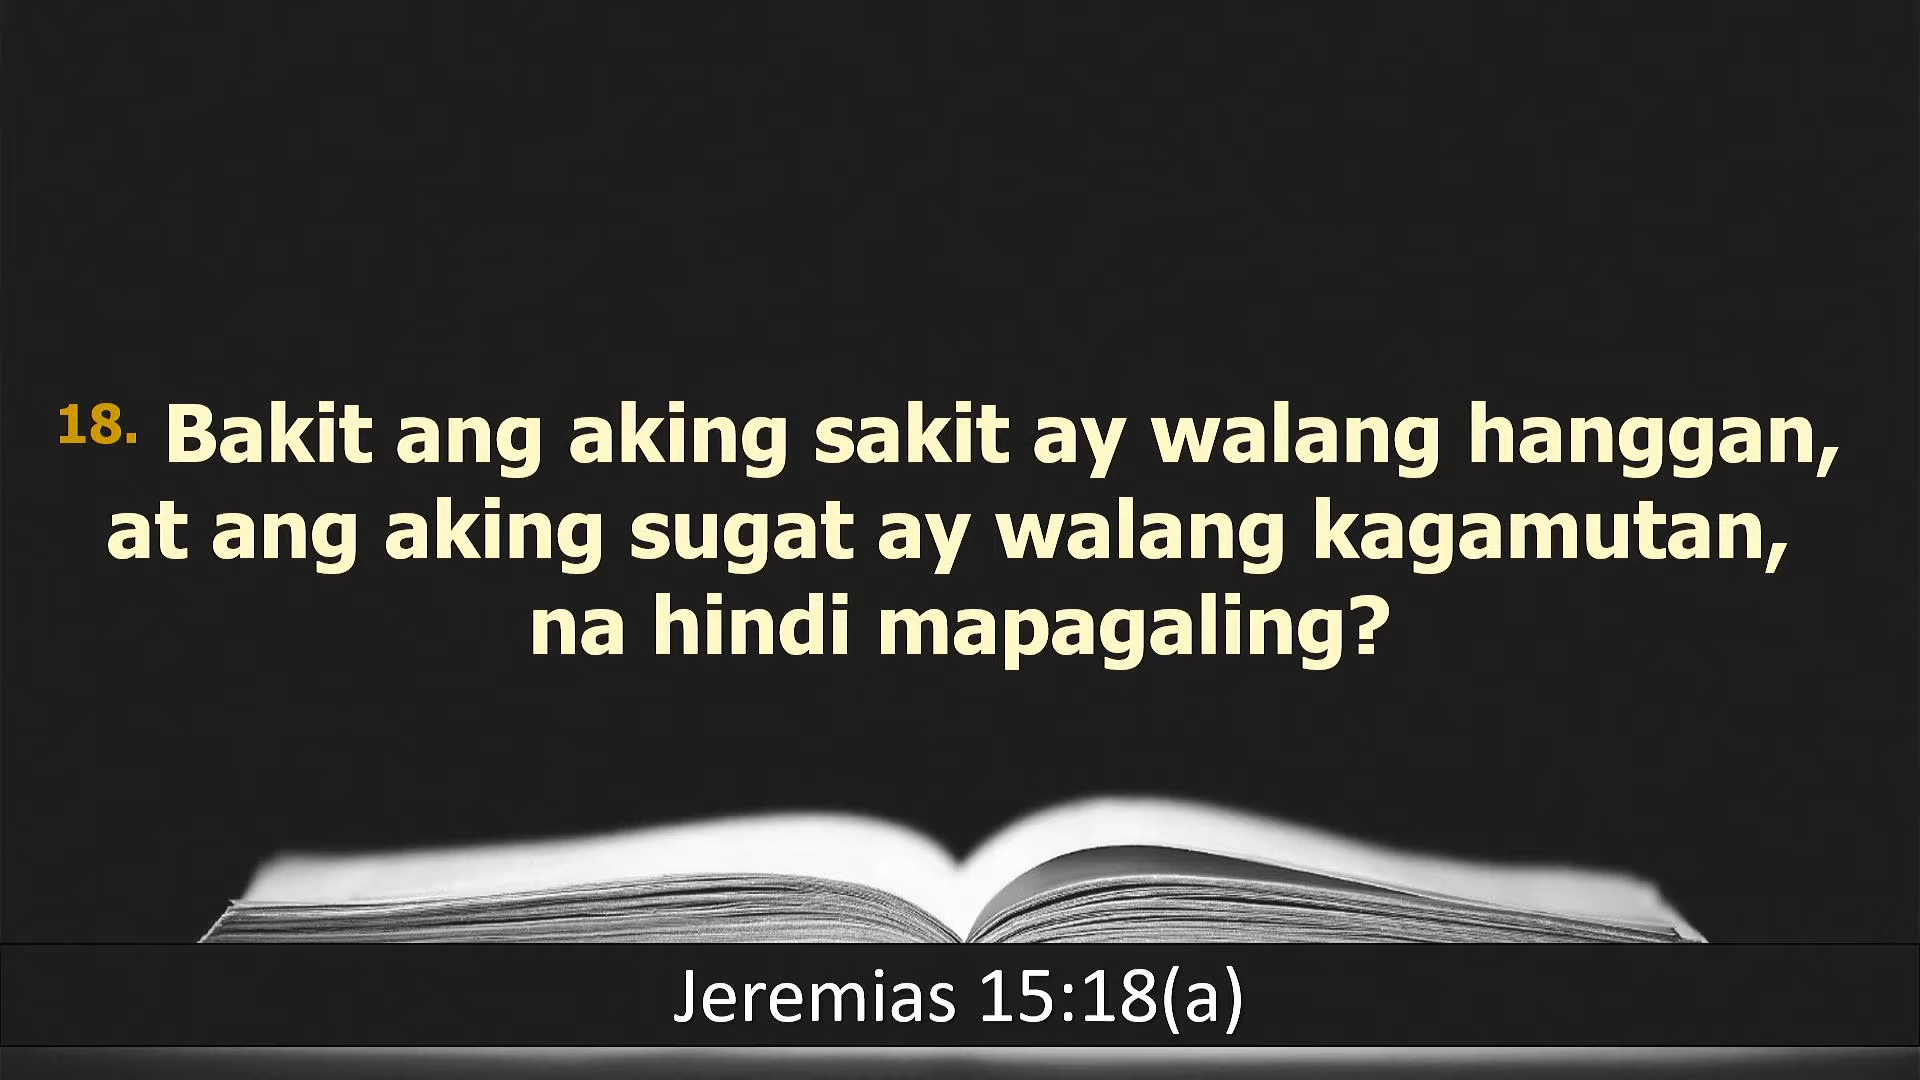 18. Bakit ang aking sakit ay walang hanggan,
at ang aking sugat ay walang kagamutan,
na hindi mapagaling?
Jeremias 15:18(a)